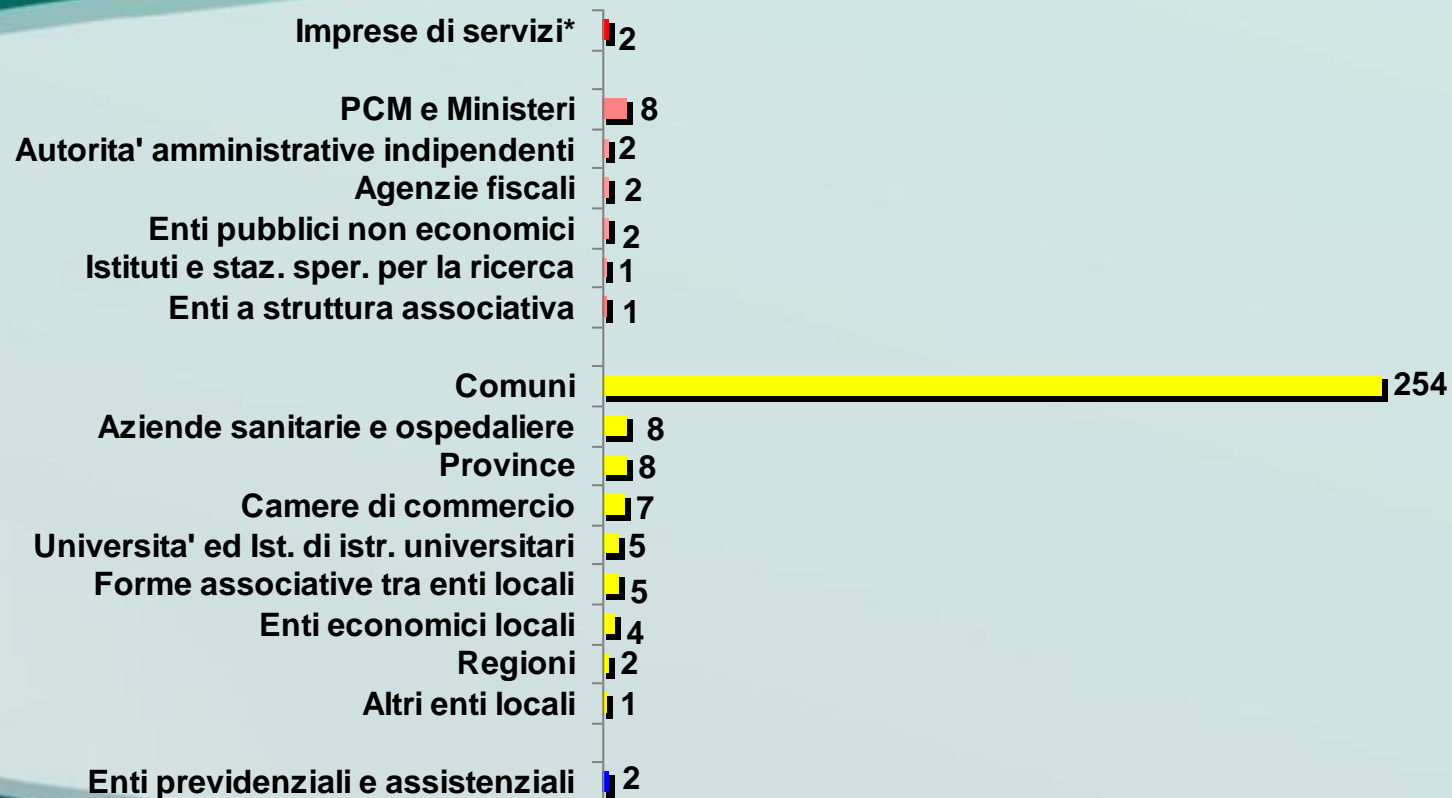 Imprese di servizi* 2
PCM e Ministeri 8
Autorita' amministrative indipendenti 2
Agenzie fiscali 2
Enti pubblici non economici 2
Istituti e staz. sper. per la ricerca 1
Enti a struttura associativa 1
Comuni 254
Aziende sanitarie e ospedaliere 8
Province 8
Camere di commercio 7
Universita' ed Ist. di istr. universitari 5
Forme associative tra enti locali 5
Enti economici locali 4
Regioni 2
Altri enti locali 1
Enti previdenziali e assistenziali 2